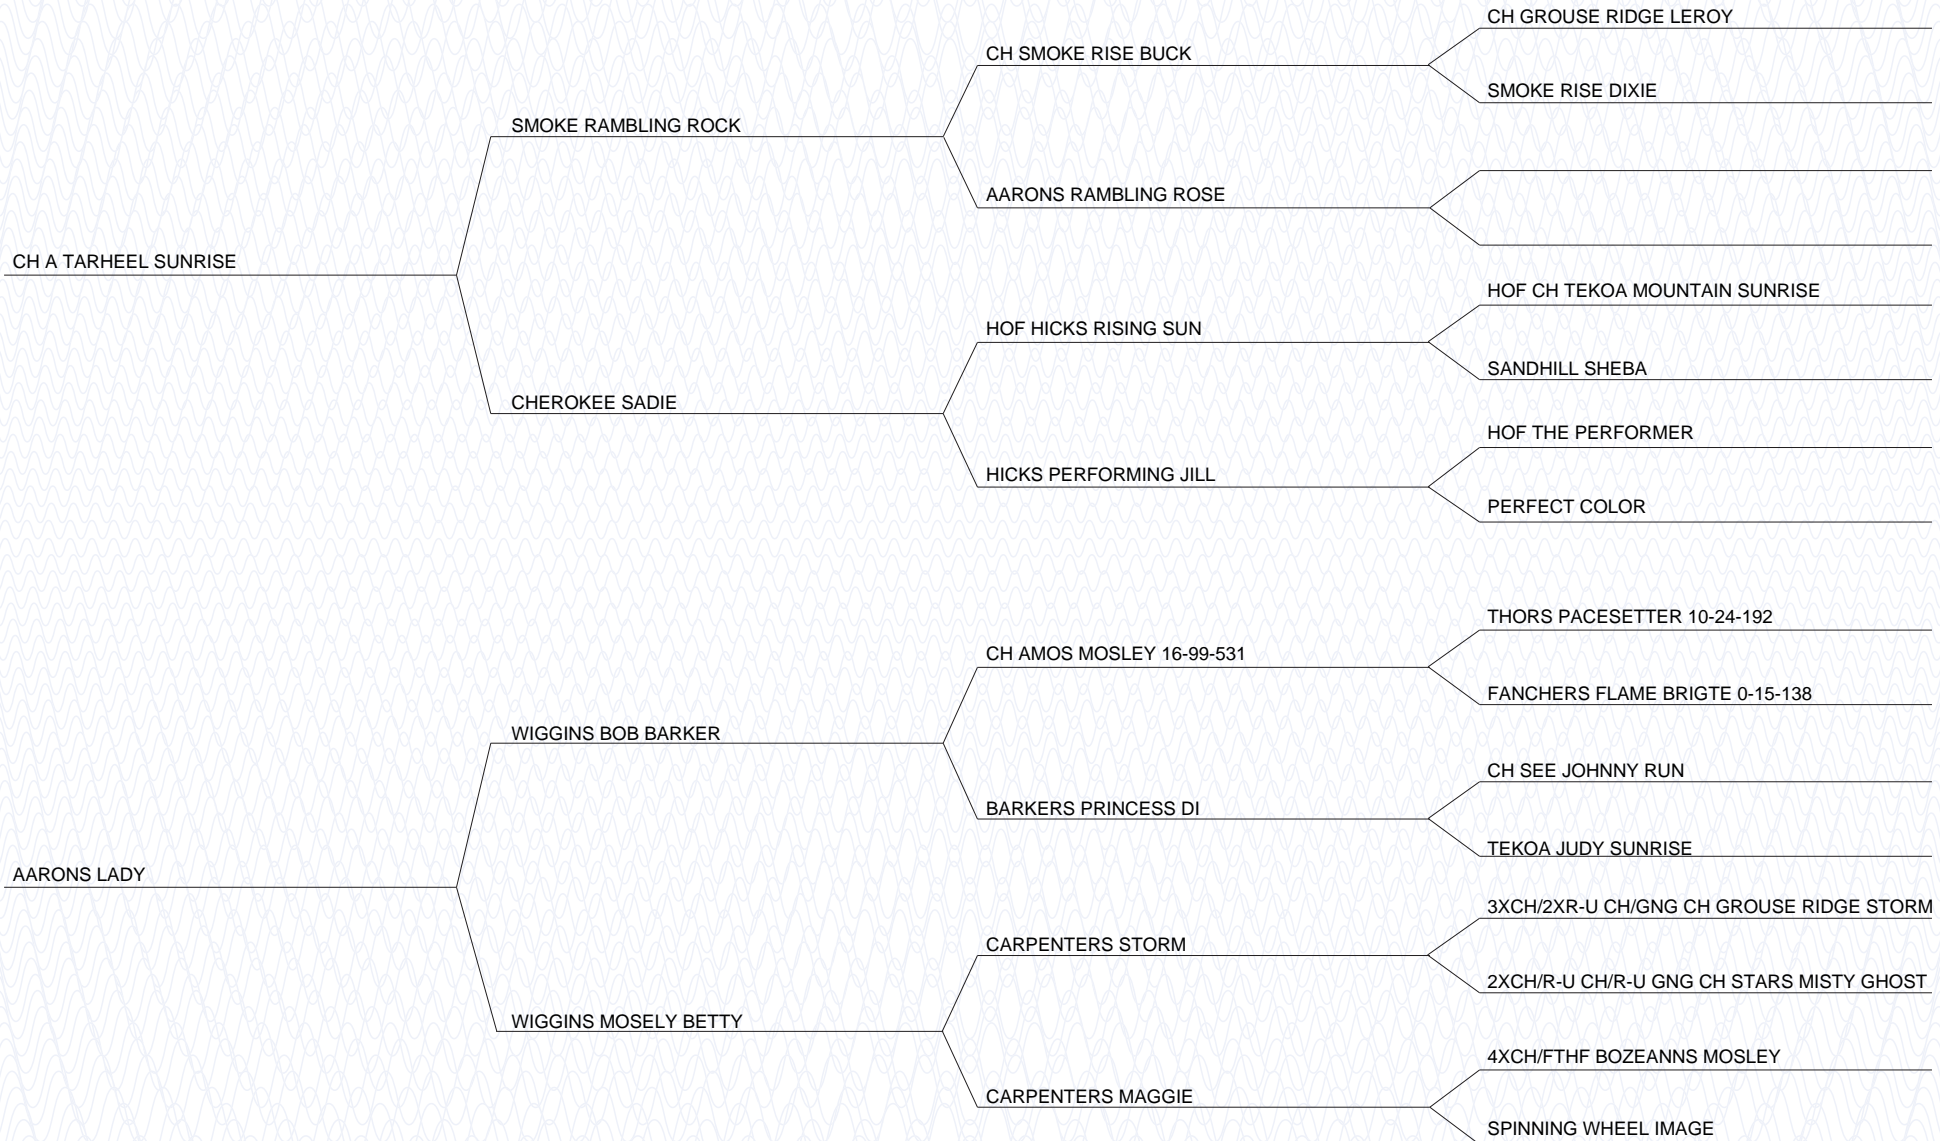 CH GROUSE RIDGE LEROY
CH SMOKE RISE BUCK
SMOKE RISE DIXIE
SMOKE RAMBLING ROCK
AARONS RAMBLING ROSE
CH A TARHEEL SUNRISE
HOF CH TEKOA MOUNTAIN SUNRISE
HOF HICKS RISING SUN
SANDHILL SHEBA
CHEROKEE SADIE
HOF THE PERFORMER
HICKS PERFORMING JILL
PERFECT COLOR
THORS PACESETTER 10-24-192
CH AMOS MOSLEY 16-99-531
FANCHERS FLAME BRIGTE 0-15-138
WIGGINS BOB BARKER
CH SEE JOHNNY RUN
BARKERS PRINCESS DI
TEKOA JUDY SUNRISE
AARONS LADY
3XCH/2XR-U CH/GNG CH GROUSE RIDGE STORM
CARPENTERS STORM
2XCH/R-U CH/R-U GNG CH STARS MISTY GHOST
WIGGINS MOSELY BETTY
4XCH/FTHF BOZEANNS MOSLEY
CARPENTERS MAGGIE
SPINNING WHEEL IMAGE